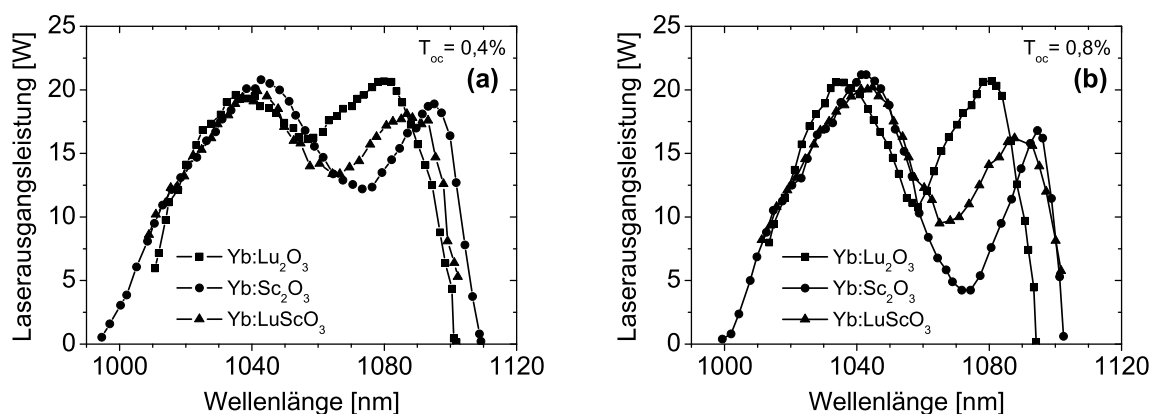 T_oc = 0,4%
(a)
Laserausgangsleistung [W]
25
20
15
10
5
0
Yb:Lu₂O₃
Yb:Sc₂O₃
Yb:LuScO₃
1000 1040 1080 1120
Wellenlänge [nm]
T_oc = 0,8%
(b)
Laserausgangsleistung [W]
25
20
15
10
5
0
Yb:Lu₂O₃
Yb:Sc₂O₃
Yb:LuScO₃
1000 1040 1080 1120
Wellenlänge [nm]